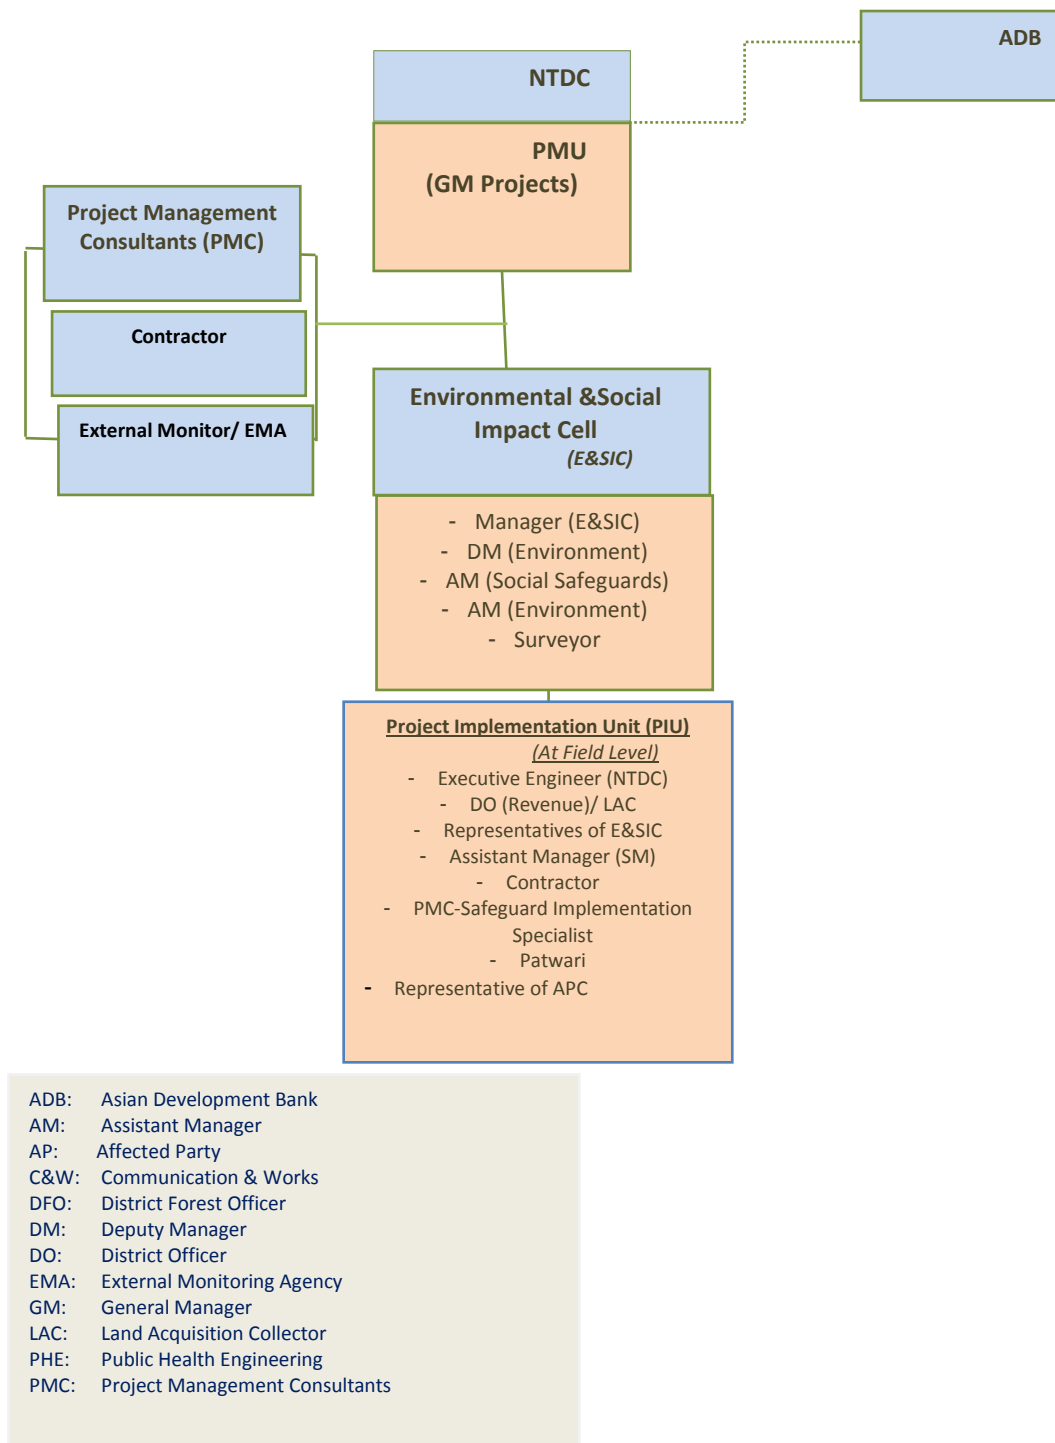 ADB
NTDC
PMU
(GM Projects)
Project Management
Consultants (PMC)
Contractor
External Monitor/ EMA
Environmental &Social
Impact Cell
(E&SIC)
- Manager (E&SIC)
- DM (Environment)
- AM (Social Safeguards)
- AM (Environment)
- Surveyor
Project Implementation Unit (PIU)
(At Field Level)
- Executive Engineer (NTDC)
- DO (Revenue)/ LAC
- Representatives of E&SIC
- Assistant Manager (SM)
- Contractor
- PMC-Safeguard Implementation
Specialist
- Patwari
- Representative of APC
ADB: Asian Development Bank
AM: Assistant Manager
AP: Affected Party
C&W: Communication & Works
DFO: District Forest Officer
DM: Deputy Manager
DO: District Officer
EMA: External Monitoring Agency
GM: General Manager
LAC: Land Acquisition Collector
PHE: Public Health Engineering
PMC: Project Management Consultants